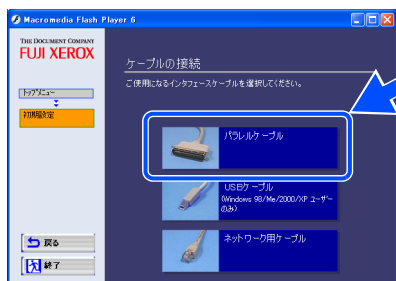 Macromedia Flash Player 6
THE DOCUMENT COMPANY
FUJI XEROX
ケーブルの接続
ご使用になるインタフェースケーブルを選択してください。
トップメニュー
初期設定
パラレルケーブル
USBケーブル
(Windows 98/Me/2000/XP ユーザー
のみ)
ネットワーク用ケーブル
戻る
終了